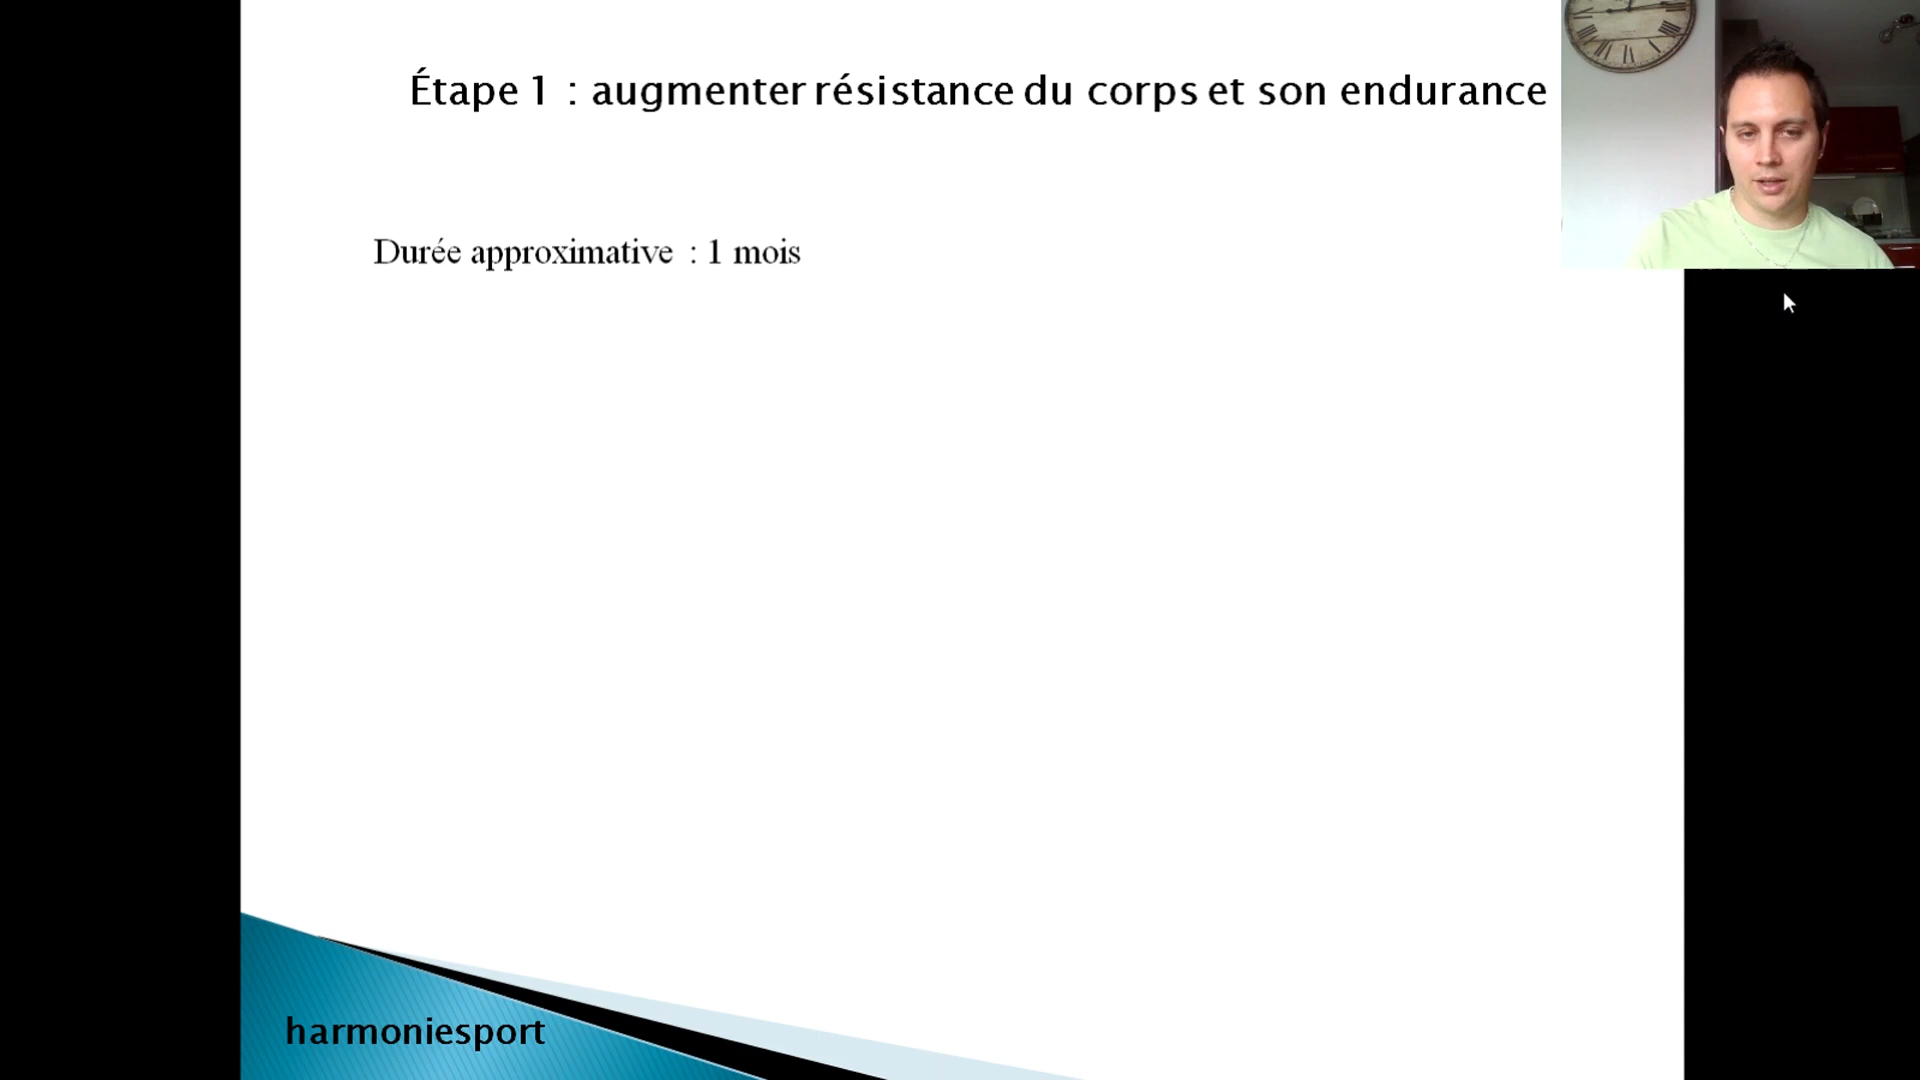 Étape 1 : augmenter résistance du corps et son endurance
Durée approximative : 1 mois
harmoniesport